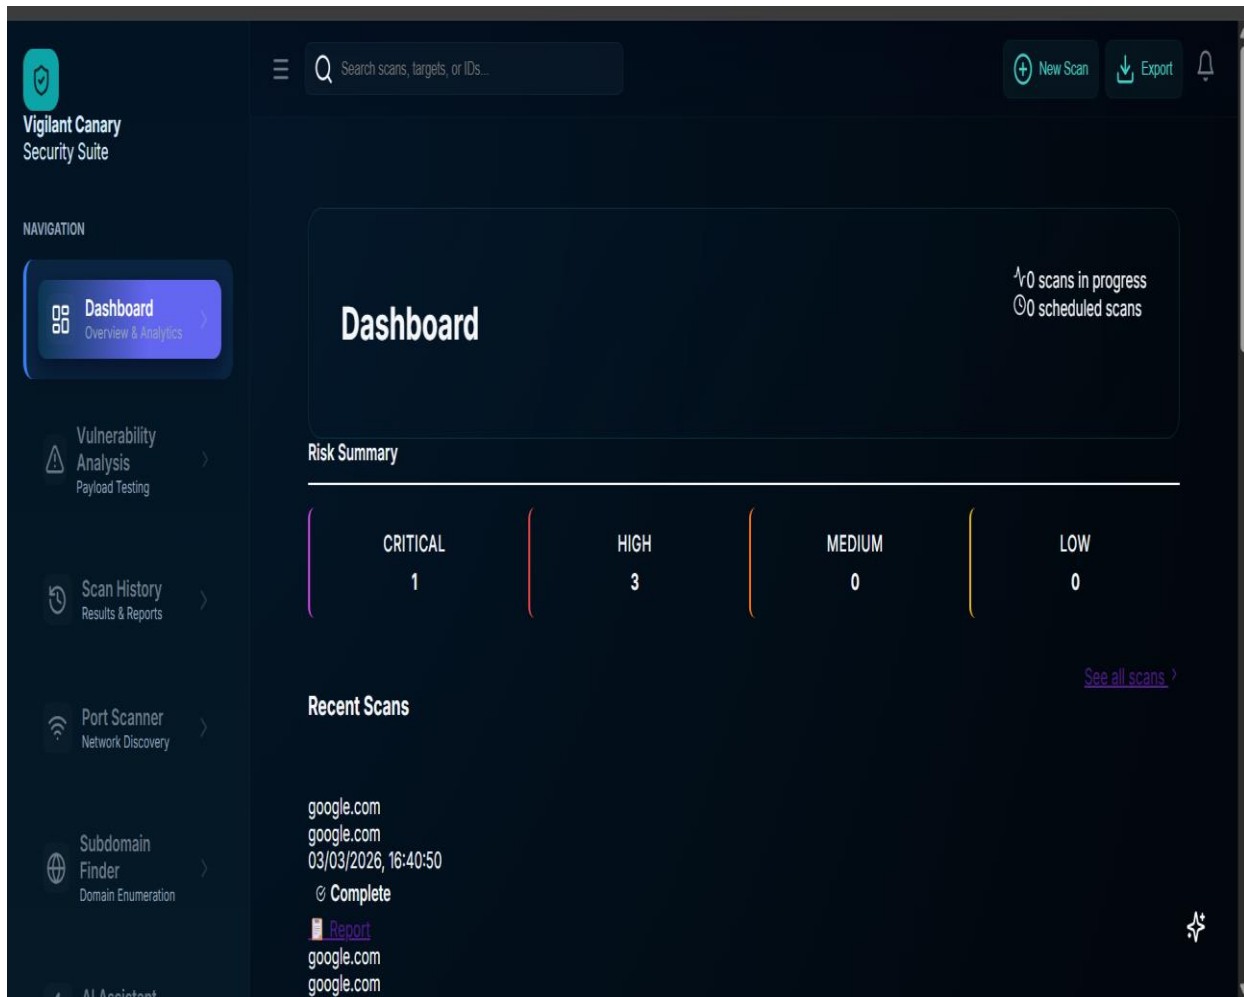 Vigilant Canary
Security Suite
NAVIGATION
Dashboard
Overview & Analytics
Vulnerability
Analysis
Payload Testing
Scan History
Results & Reports
Port Scanner
Network Discovery
Subdomain
Finder
Domain Enumeration
AI Assistant
Search scans, targets, or IDs...
New Scan
Export
Dashboard
0 scans in progress
0 scheduled scans
Risk Summary
CRITICAL
1
HIGH
3
MEDIUM
0
LOW
0
See all scans
Recent Scans
google.com
google.com
03/03/2026, 16:40:50
Complete
Report
google.com
google.com